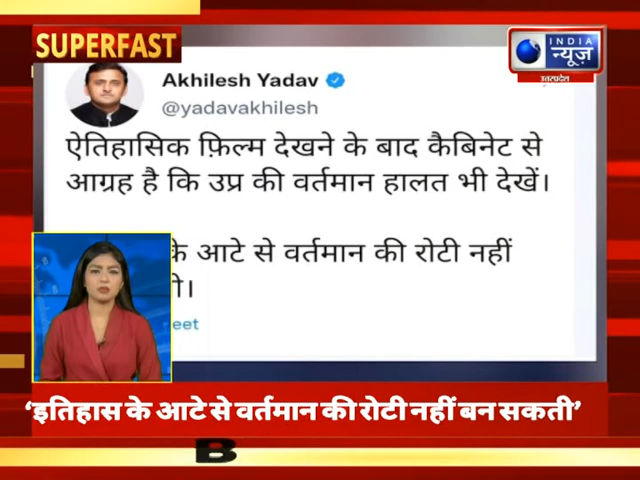 SUPERFAST
INDIA
न्यूज़
उत्तरप्रदेश
Akhilesh Yadav
@yadavakhilesh
ऐतिहासिक फ़िल्म देखने के बाद कैबिनेट से
आग्रह है कि उप्र की वर्तमान हालत भी देखें।
के आटे से वर्तमान की रोटी नहीं
‘इतिहास के आटे से वर्तमान की रोटी नहीं बन सकती’
B